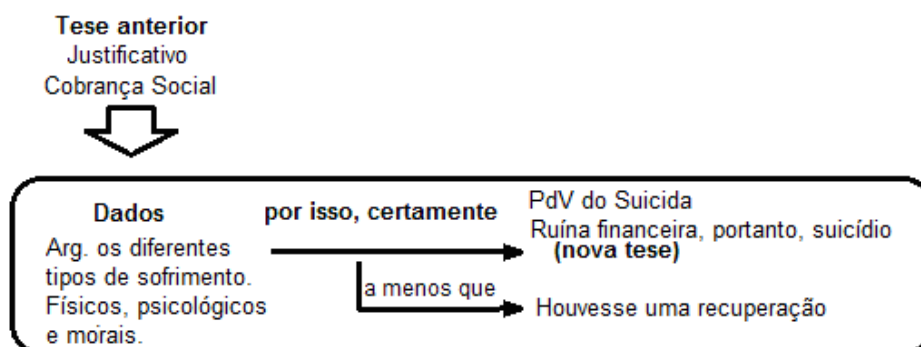 Tese anterior
Justificativo
Cobrança Social
Dados
Arg. os diferentes
tipos de sofrimento.
Físicos, psicológicos
e morais.
por isso, certamente
a menos que
PdV do Suicida
Ruína financeira, portanto, suicídio
(nova tese)
Houvesse uma recuperação